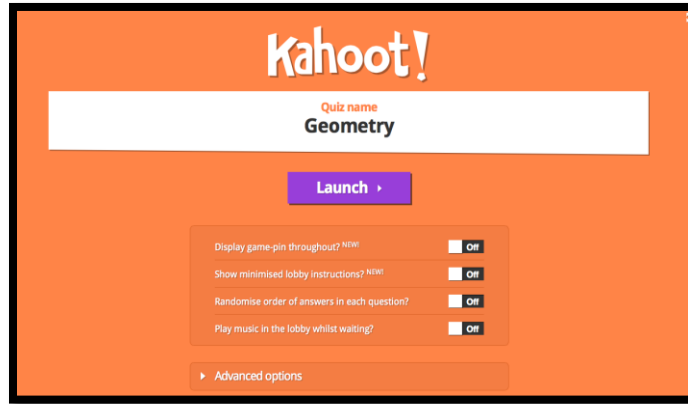 Kahoot!
Quiz name
Geometry
Launch
Display game-pin throughout? NEW!
Off
Show minimised lobby instructions? NEW!
Off
Randomise order of answers in each question?
Off
Play music in the lobby whilst waiting?
Off
Advanced options